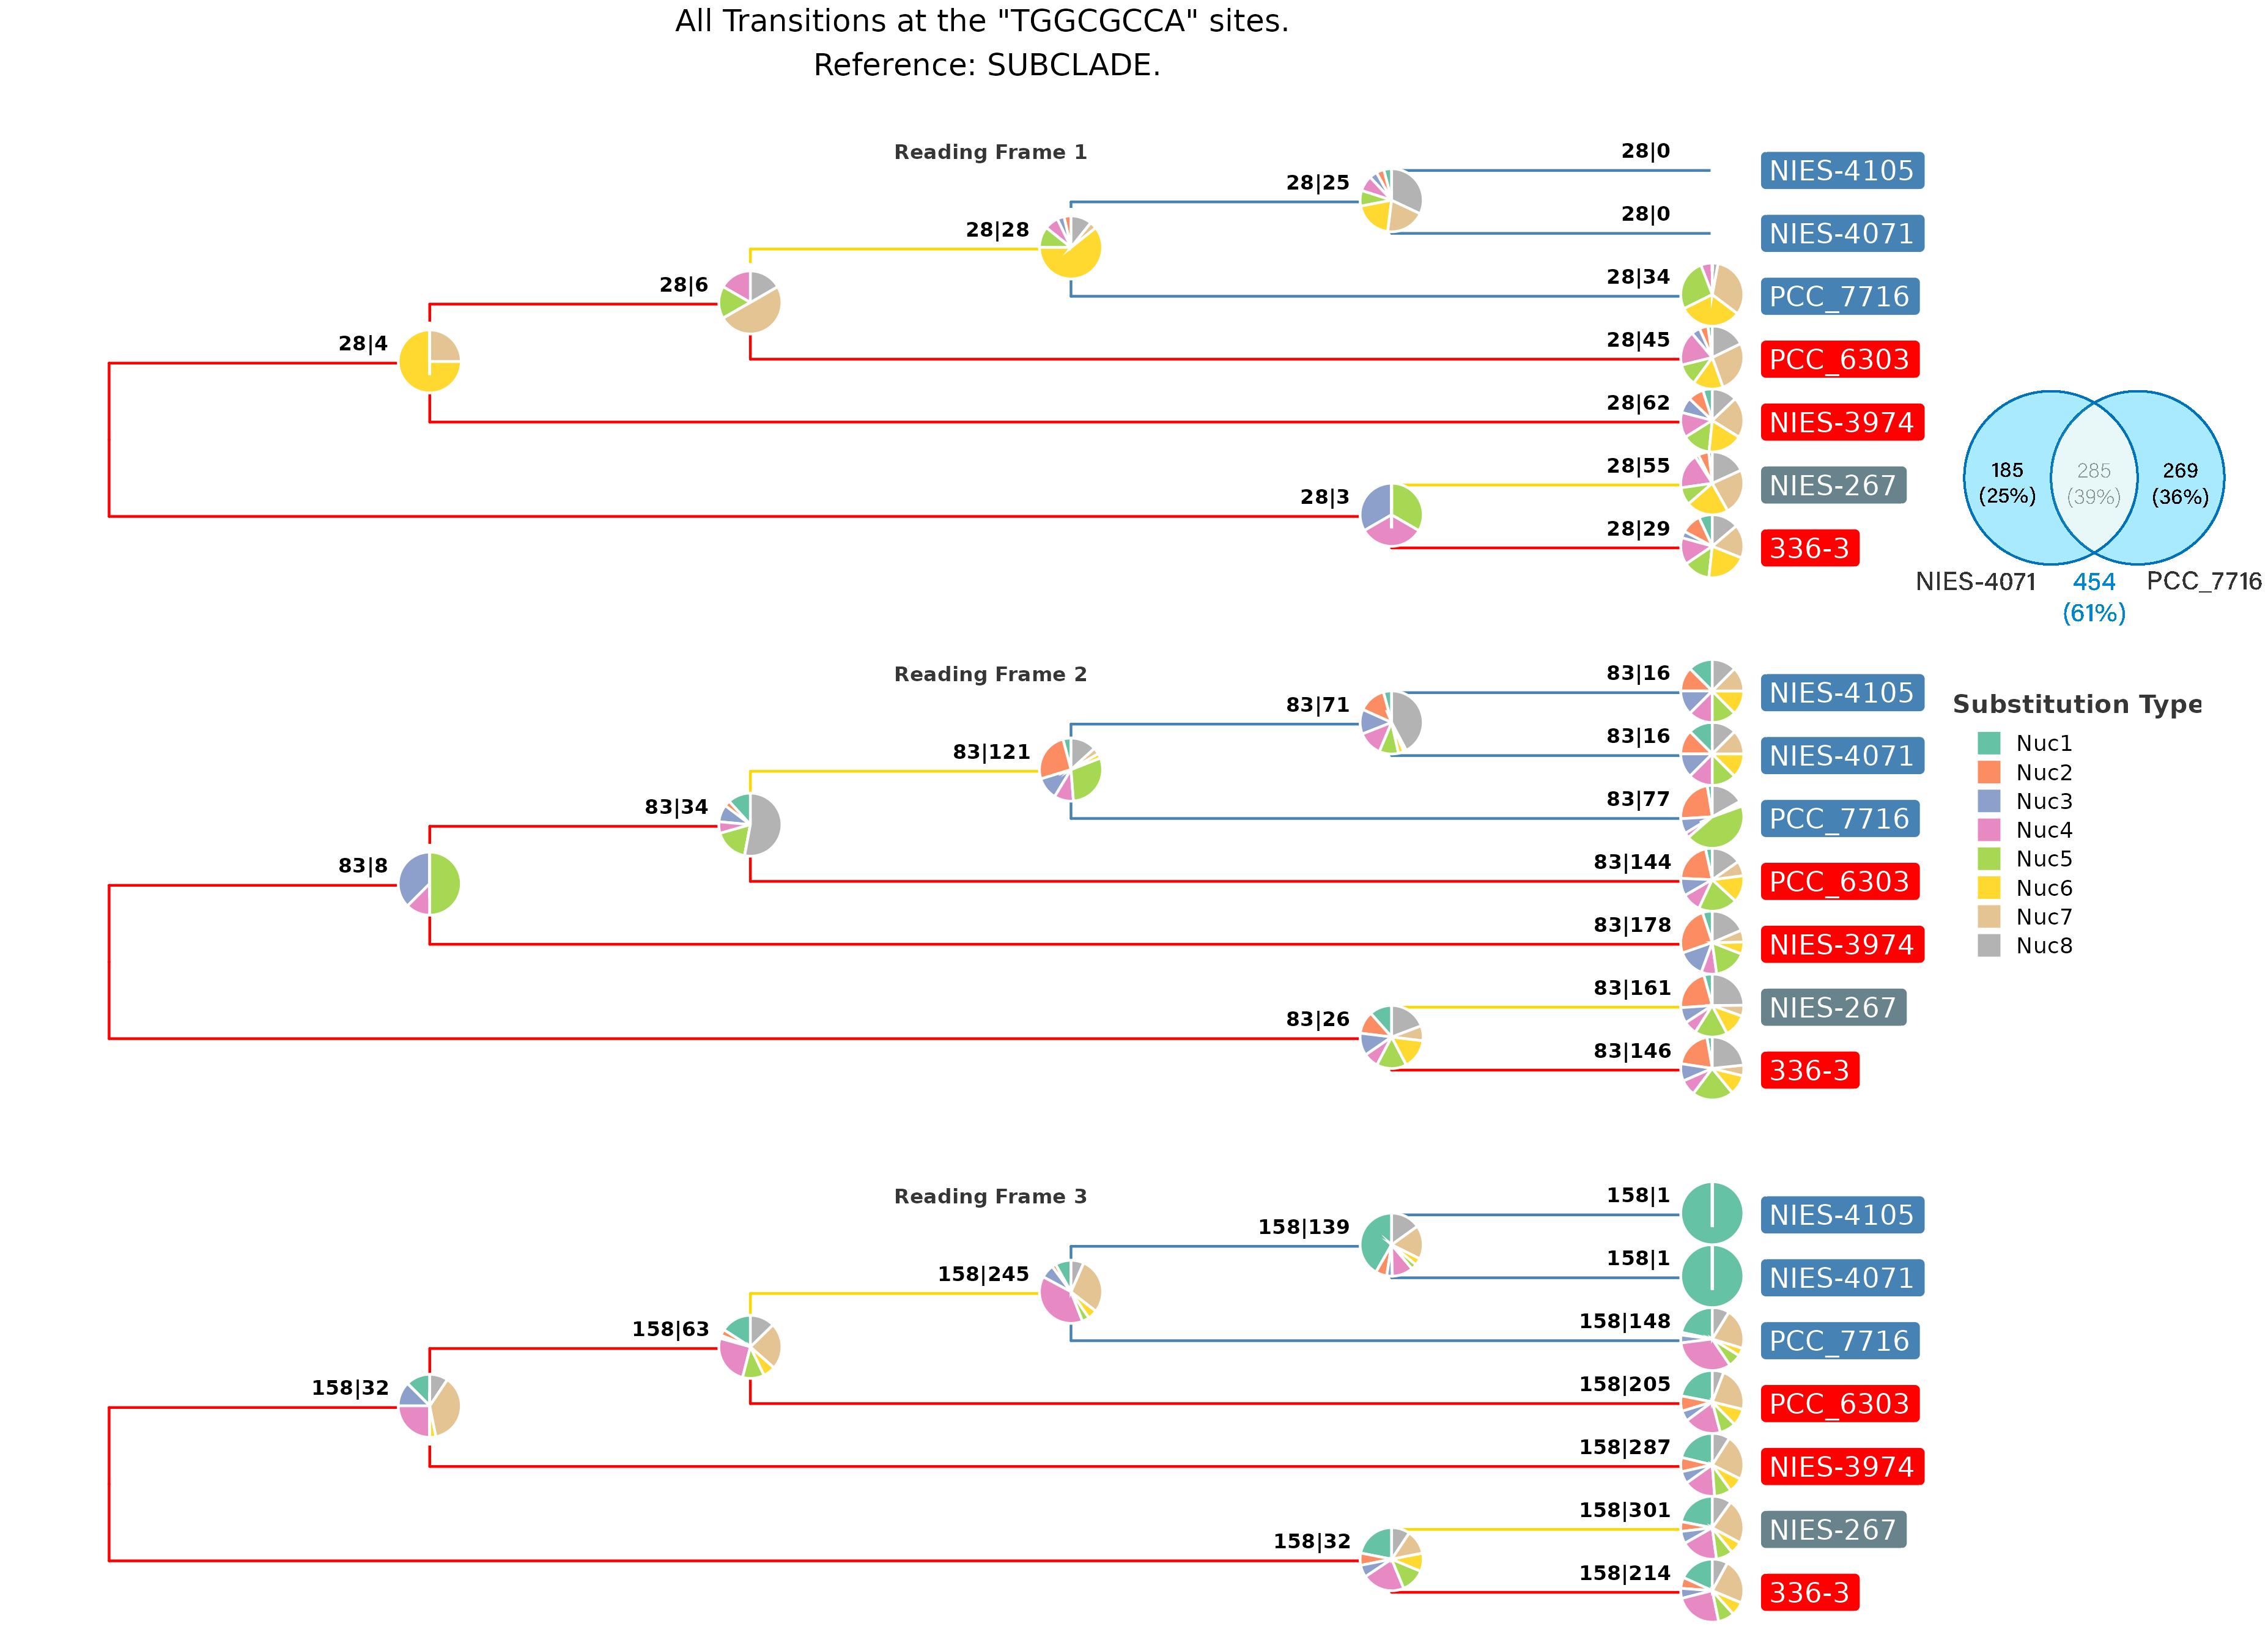 All Transitions at the "TGGCGCCA" sites.
Reference: SUBCLADE.
Reading Frame 1
28|0
NIES-4105
28|25
28|0
NIES-4071
28|28
28|34
PCC_7716
28|6
28|45
PCC_6303
28|4
28|62
NIES-3974
28|55
NIES-267
28|3
28|29
336-3
185
(25%)
285
(39%)
269
(36%)
NIES-4071
454
(61%)
PCC_7716
Reading Frame 2
83|16
NIES-4105
83|71
83|16
NIES-4071
83|121
83|77
PCC_7716
83|34
83|144
PCC_6303
83|8
83|178
NIES-3974
83|161
NIES-267
83|26
83|146
336-3
Substitution Type
Nuc1
Nuc2
Nuc3
Nuc4
Nuc5
Nuc6
Nuc7
Nuc8
Reading Frame 3
158|1
NIES-4105
158|139
158|1
NIES-4071
158|245
158|148
PCC_7716
158|63
158|205
PCC_6303
158|32
158|287
NIES-3974
158|301
NIES-267
158|32
158|214
336-3